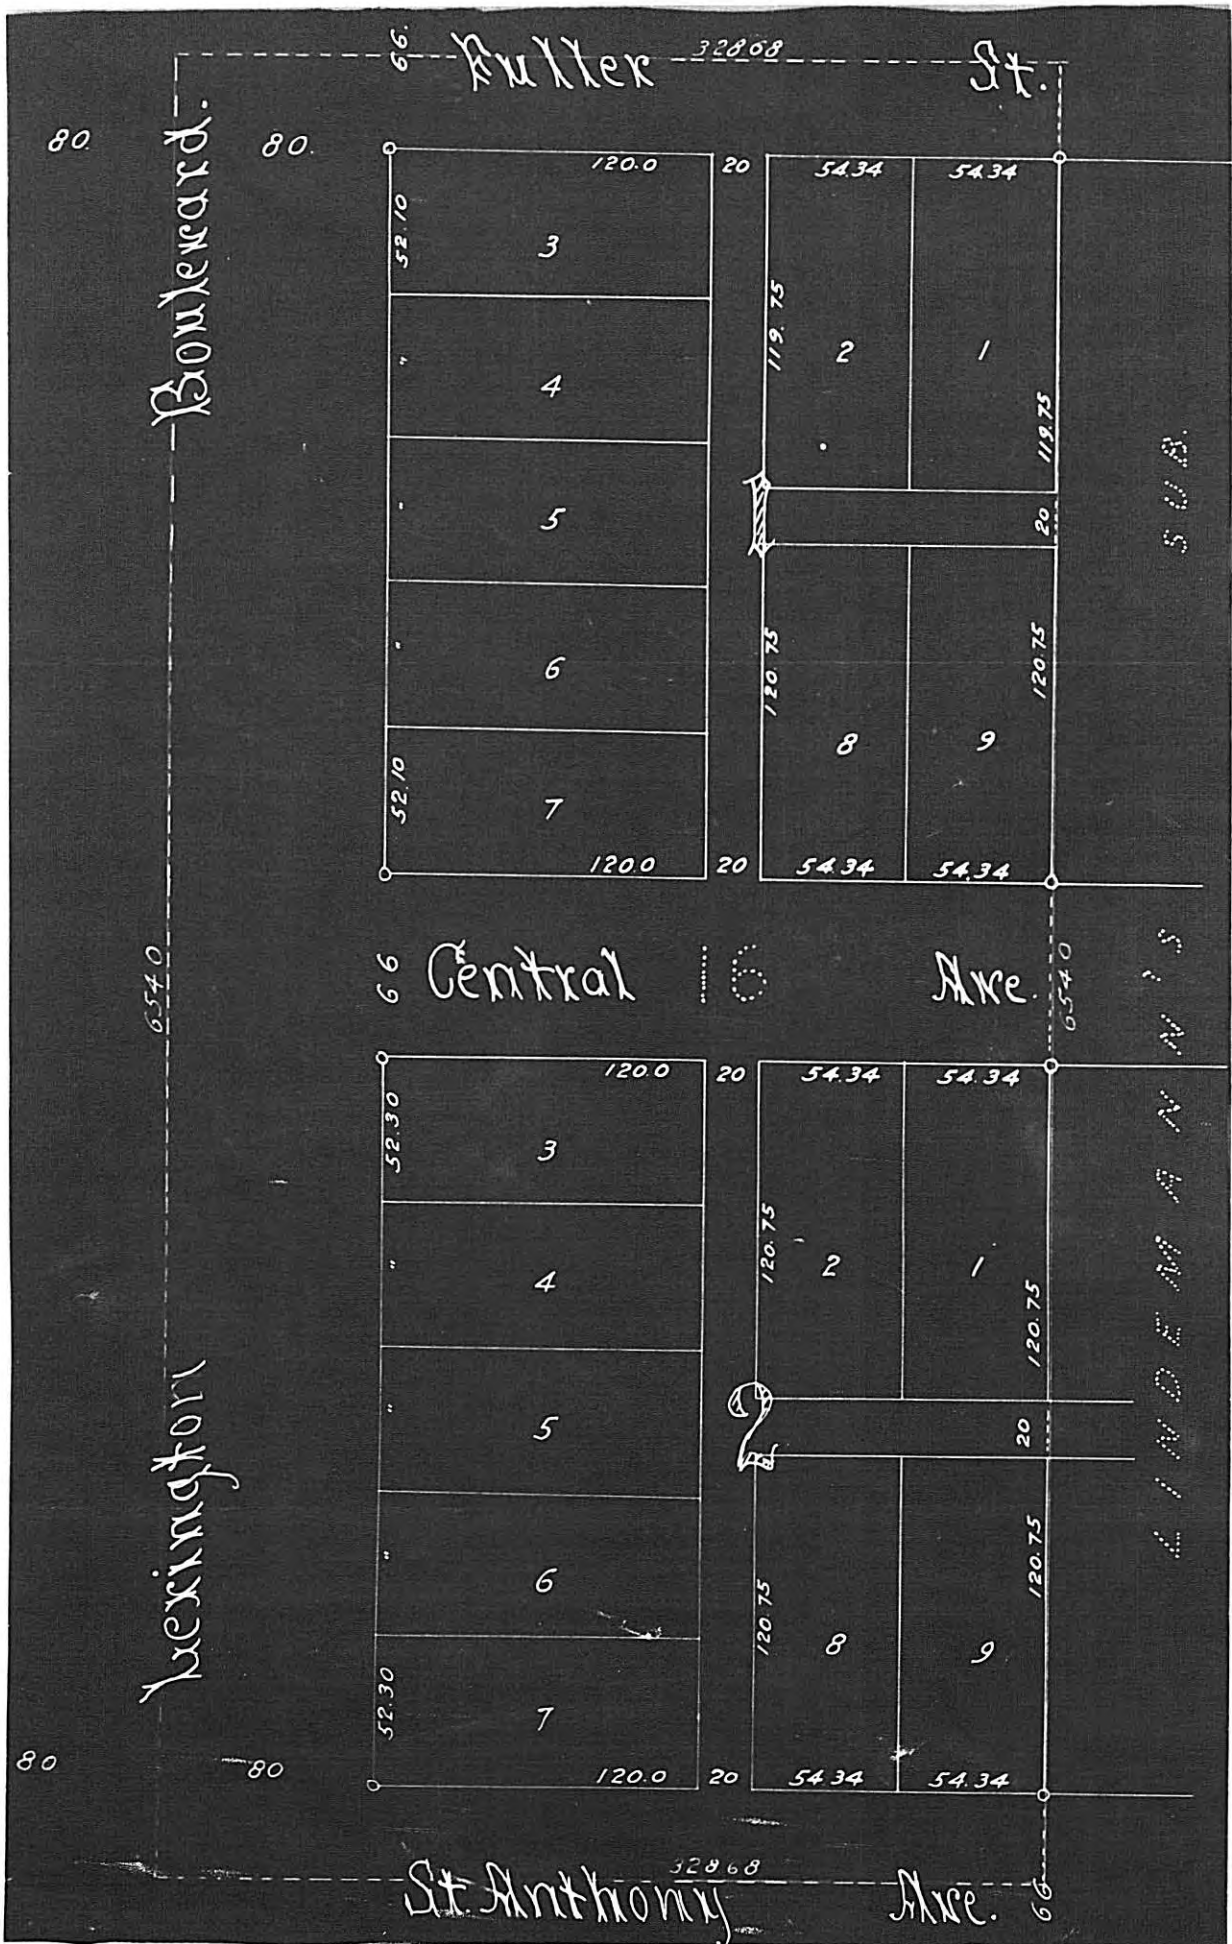 66. Fuller 328.68 St.
80. 80.
Boulevard.
120.0 20 54.34 54.34
52.10 3
119.75 2 1 119.75
" 4
" 5
1
20
SUB.
" 6
120.75 120.75
8 9
52.10 7
120.0 20 54.34 54.34
6540 66 Central 16 Ave. 6540
120.0 20 54.34 54.34
52.30 3
120.75 2 1 120.75
" 4
" 5
2
20
LINDEMANN'S
Lexington
" 6
120.75 120.75
8 9
52.30 7
80 80
120.0 20 54.34 54.34
328.68
St. Anthony Ave. 66